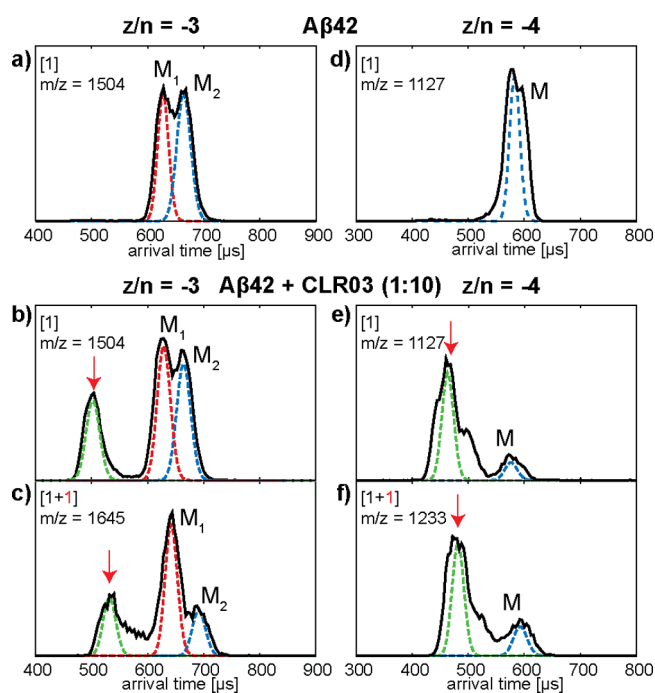 z/n = -3 Aβ42 z/n = -4
a) [1]
m/z = 1504
M₁
M₂
400 500 600 700 800 900
arrival time [µs]
d) [1]
m/z = 1127
M
300 400 500 600 700 800
arrival time [µs]
z/n = -3 Aβ42 + CLR03 (1:10) z/n = -4
b) [1]
m/z = 1504
M₁
M₂
e) [1]
m/z = 1127
M
c) [1+1]
m/z = 1645
M₁
M₂
400 500 600 700 800 900
arrival time [µs]
f) [1+1]
m/z = 1233
M
300 400 500 600 700 800
arrival time [µs]